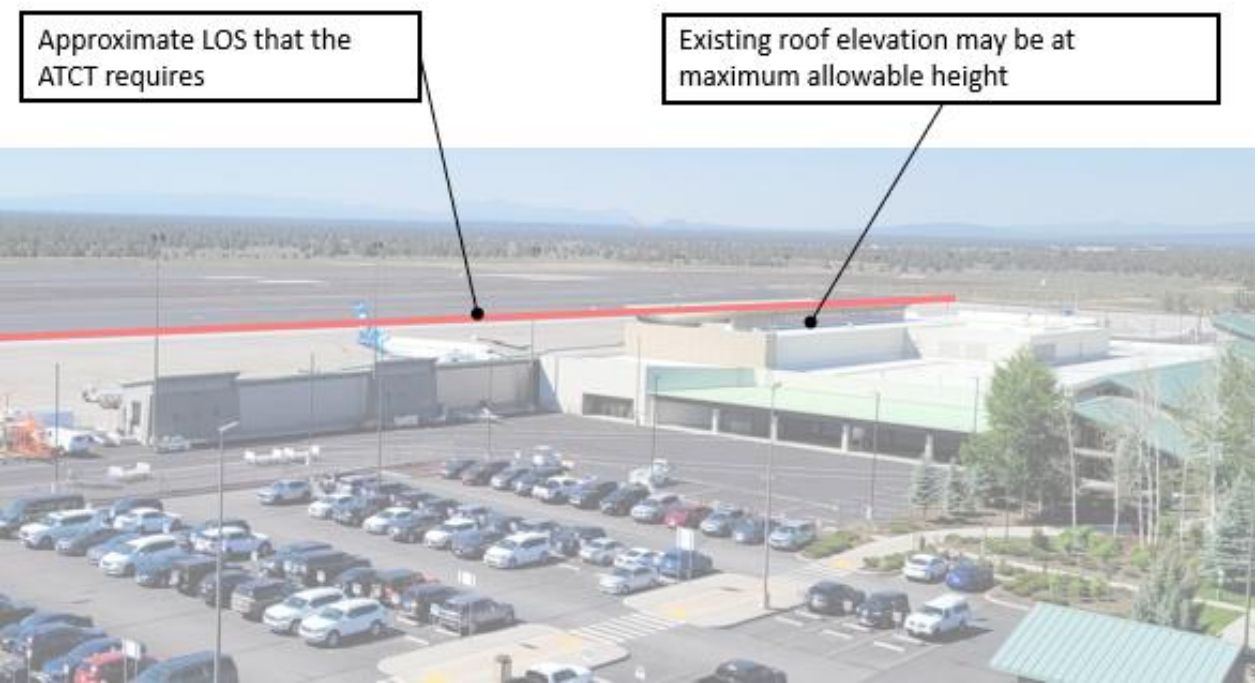 Approximate LOS that the
ATCT requires
Existing roof elevation may be at
maximum allowable height